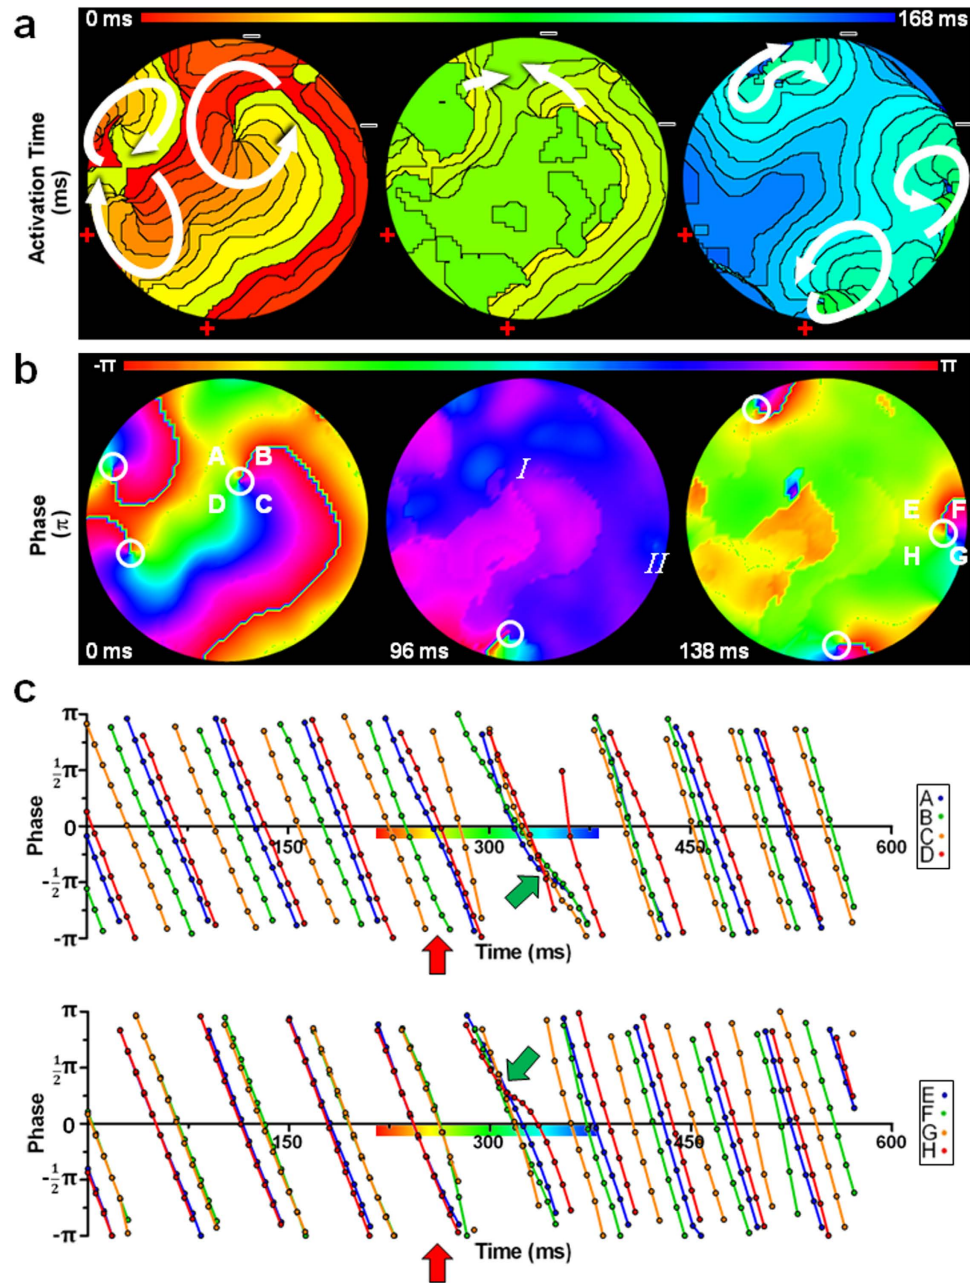 a
0 ms 168 ms
Activation Time
(ms)
b
-π π
A B
D C
I
II
E F
H G
Phase
(π)
0 ms 96 ms 138 ms
c
π
½π
0
-½π
-π
Phase
150 300 450 600
Time (ms)
A
B
C
D
π
½π
0
-½π
-π
Phase
150 300 450 600
Time (ms)
E
F
G
H